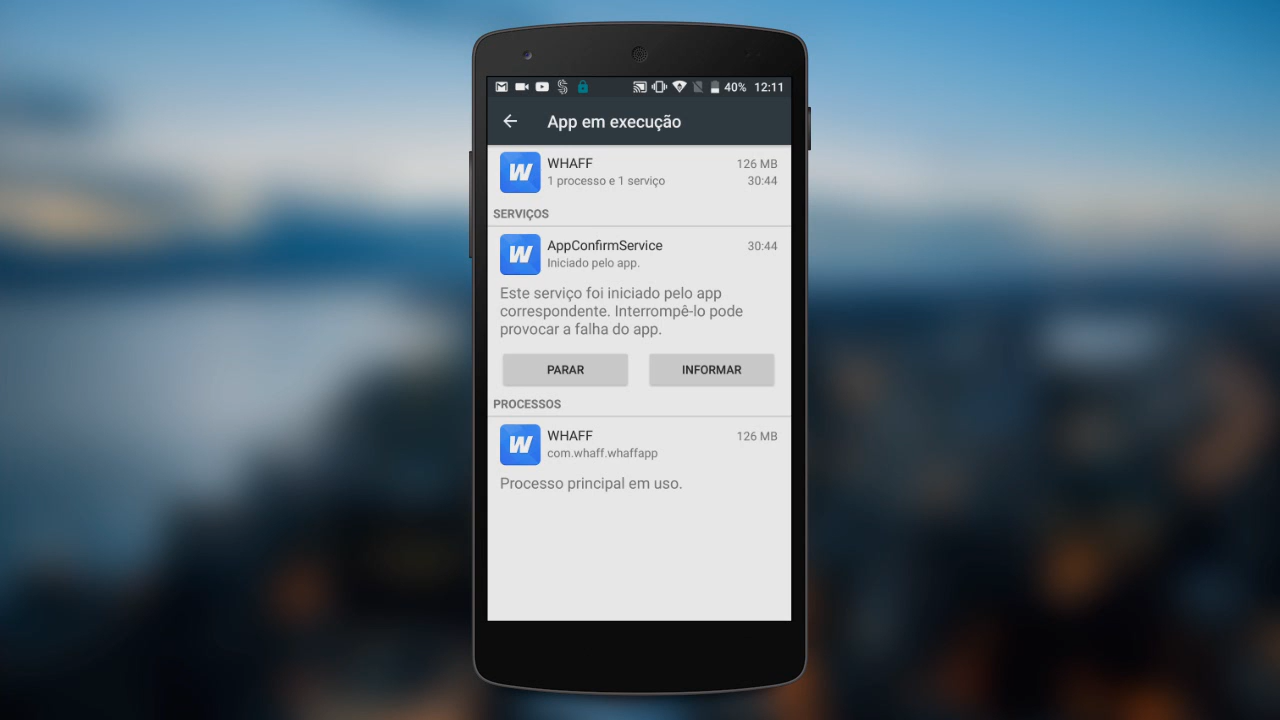 40% 12:11
App em execução
W WHAFF 126 MB
1 processo e 1 serviço 30:44
SERVIÇOS
W AppConfirmService 30:44
Iniciado pelo app.
Este serviço foi iniciado pelo app
correspondente. Interrompê-lo pode
provocar a falha do app.
PARAR INFORMAR
PROCESSOS
W WHAFF 126 MB
com.whaff.whaffapp
Processo principal em uso.